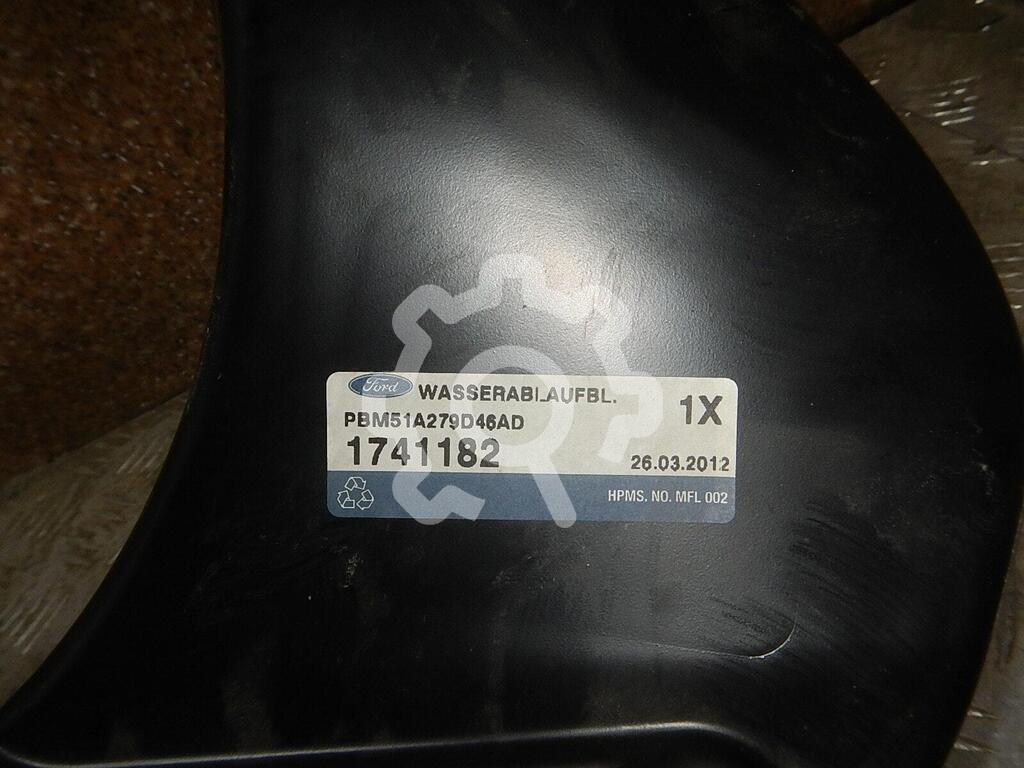 Ford WASSERABLAUFBL.
PBM51A279D46AD
1X
1741182
26.03.2012
HPMS. NO. MFL 002